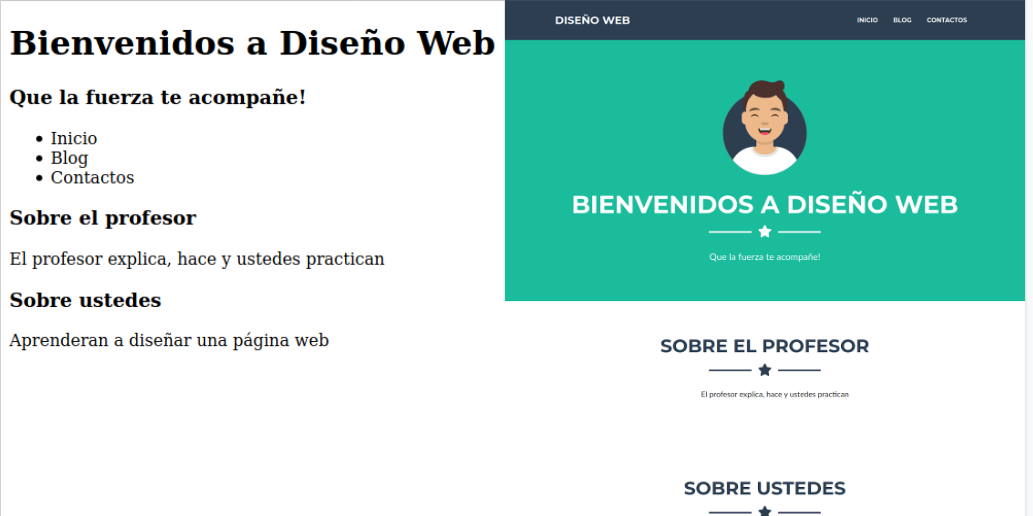 Bienvenidos a Diseño Web
Que la fuerza te acompañe!
Inicio
Blog
Contactos
Sobre el profesor
El profesor explica, hace y ustedes practican
Sobre ustedes
Aprenderan a diseñar una página web
DISEÑO WEB INICIO BLOG CONTACTOS
BIENVENIDOS A DISEÑO WEB
Que la fuerza te acompañe!
SOBRE EL PROFESOR
El profesor explica, hace y ustedes practican
SOBRE USTEDES